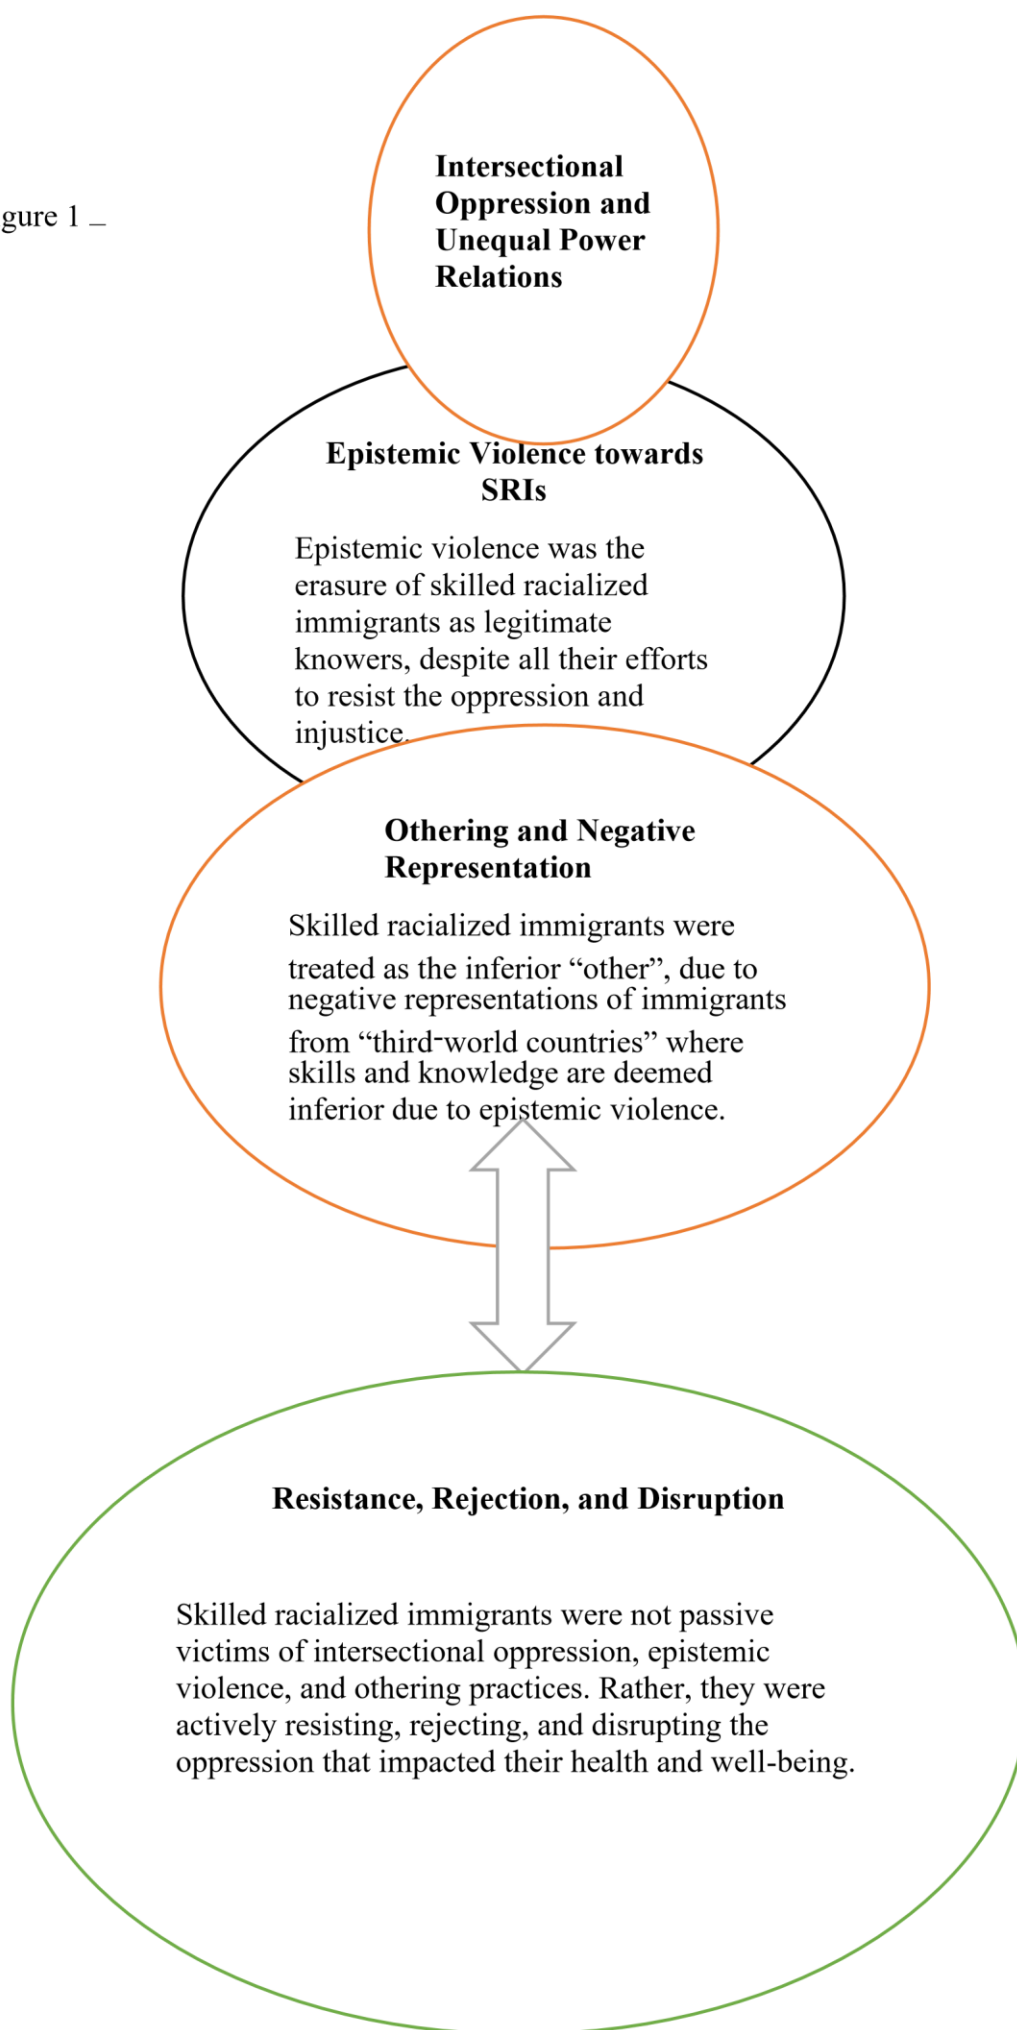 Intersectional
Oppression and
Unequal Power
Relations
gure 1 _
Epistemic Violence towards
SRIs
Epistemic violence was the
erasure of skilled racialized
immigrants as legitimate
knowers, despite all their efforts
to resist the oppression and
injustice.
Othering and Negative
Representation
Skilled racialized immigrants were
treated as the inferior “other”, due to
negative representations of immigrants
from “third-world countries” where
skills and knowledge are deemed
inferior due to epistemic violence.
Resistance, Rejection, and Disruption
Skilled racialized immigrants were not passive
victims of intersectional oppression, epistemic
violence, and othering practices. Rather, they were
actively resisting, rejecting, and disrupting the
oppression that impacted their health and well-being.